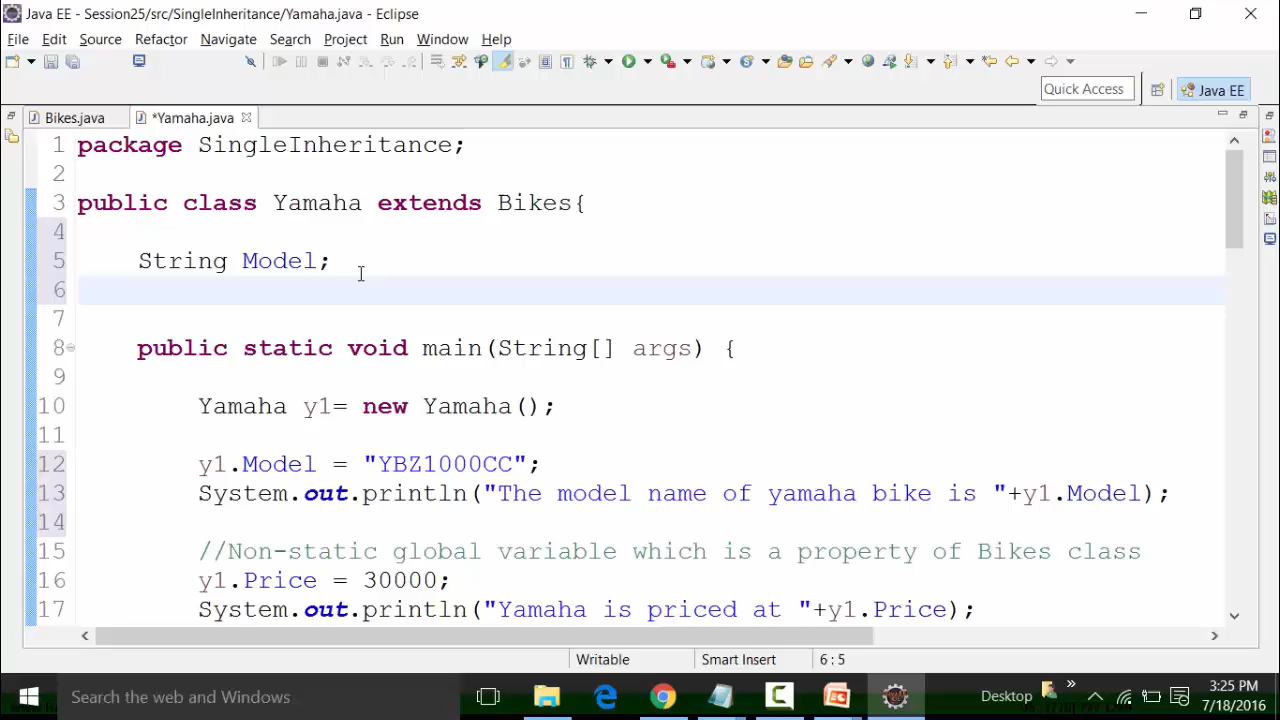 Java EE - Session25/src/SingleInheritance/Yamaha.java - Eclipse
File Edit Source Refactor Navigate Search Project Run Window Help
Quick Access Java EE
Bikes.java *Yamaha.java
1 package SingleInheritance;
2
3 public class Yamaha extends Bikes{
4
5 String Model;
6
7
8 public static void main(String[] args) {
9
10 Yamaha y1= new Yamaha();
11
12 y1.Model = "YBZ1000CC";
13 System.out.println("The model name of yamaha bike is "+y1.Model);
14
15 //Non-static global variable which is a property of Bikes class
16 y1.Price = 30000;
17 System.out.println("Yamaha is priced at "+y1.Price);
Writable Smart Insert 6 : 5
Search the web and Windows Desktop 3:25 PM
7/18/2016